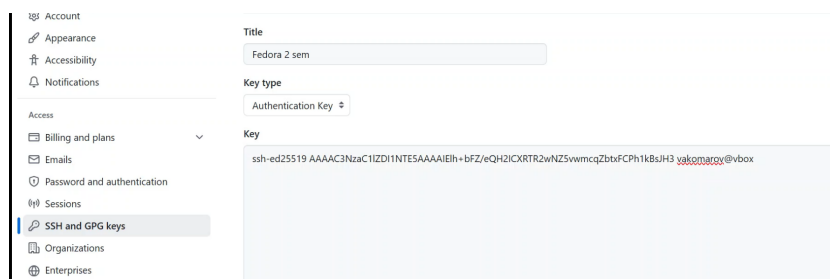 Account
Appearance
Accessibility
Notifications
Access
Billing and plans
Emails
Password and authentication
Sessions
SSH and GPG keys
Organizations
Enterprises
Title
Fedora 2 sem
Key type
Authentication Key
Key
ssh-ed25519 AAAAC3NzaC1lZDI1NTE5AAAAIElh+bFZ/eQH2ICXRTR2wNZ5vwmcqZbtxFCPh1kBsJH3 vakomarov@vbox